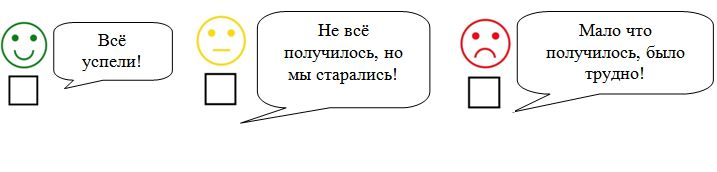 Всё
успели!
Не всё
получилось, но
мы старались!
Мало что
получилось, было
трудно!